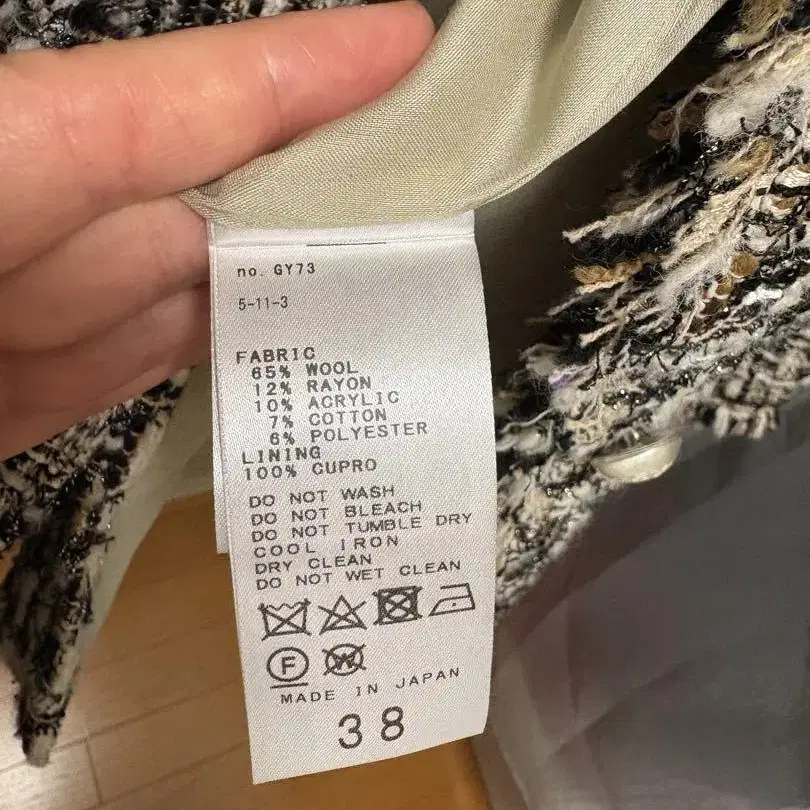 no. GY73
5-11-3
FABRIC
65% WOOL
12% RAYON
10% ACRYLIC
7% COTTON
6% POLYESTER
LINING
100% CUPRO
DO NOT WASH
DO NOT BLEACH
DO NOT TUMBLE DRY
COOL IRON
DRY CLEAN
DO NOT WET CLEAN
F W
MADE IN JAPAN
38